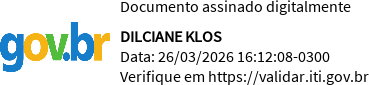 Documento assinado digitalmente
gov.br
DILCIANE KLOS
Data: 26/03/2026 16:12:08-0300
Verifique em https://validar.iti.gov.br